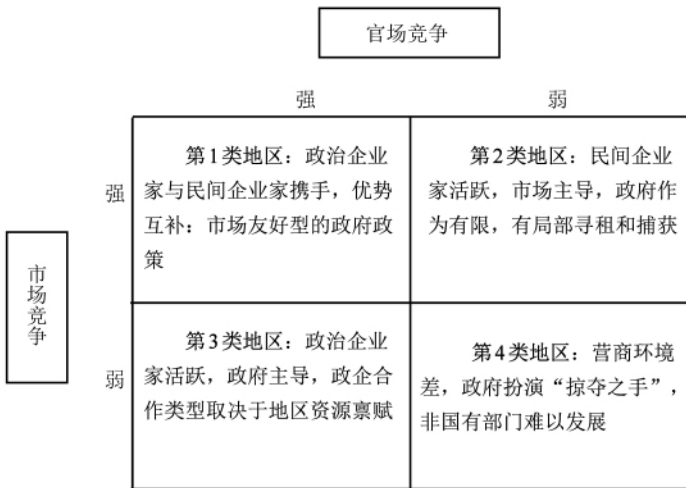 官场竞争
强
弱
强
第1类地区：政治企业
家与民间企业家携手，优势
互补：市场友好型的政府政
策
第2类地区：民间企业
家活跃，市场主导，政府作
为有限，有局部寻租和捕获
市场竞争
弱
第3类地区：政治企业
家活跃，政府主导，政企合
作类型取决于地区资源禀赋
第4类地区：营商环境
差，政府扮演“掠夺之手”，
非国有部门难以发展